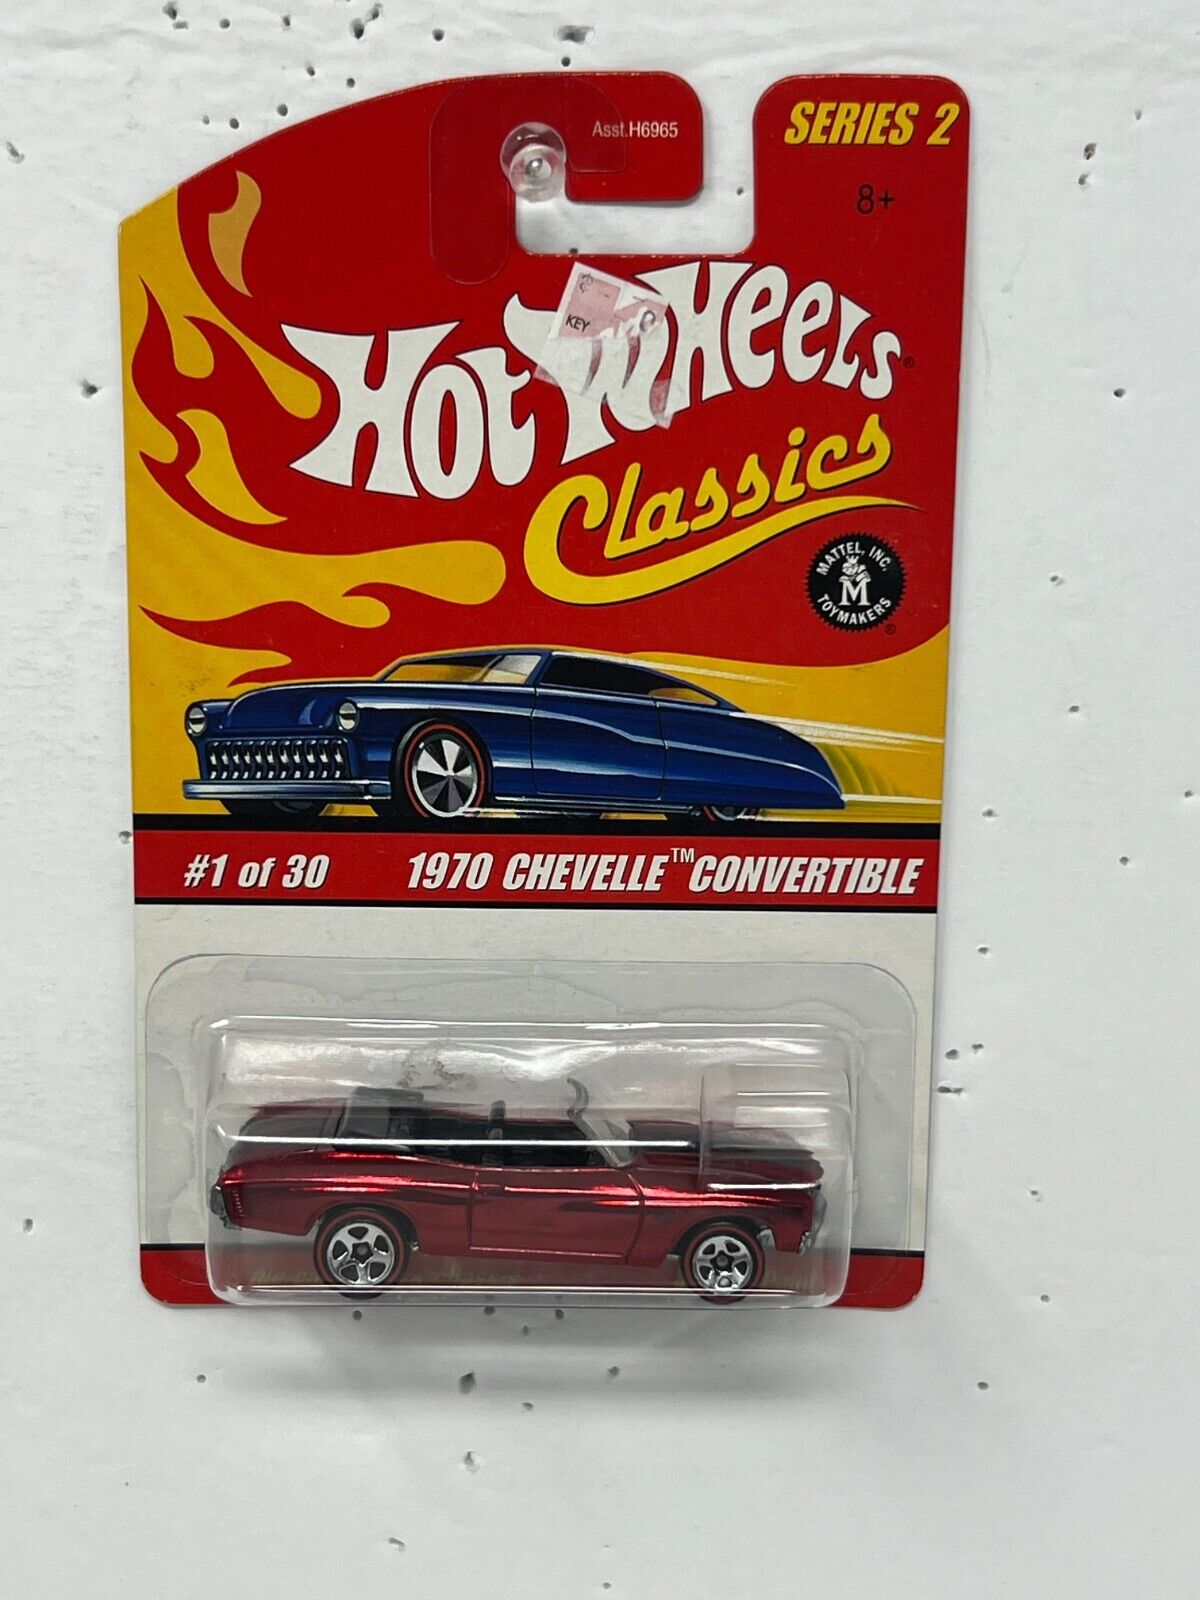 Asst.H6965
SERIES 2
8+
KEY
HOT WHEELS®
Classics
MATTEL, INC.
M
TOYMAKERS
®
#1 of 30
1970 CHEVELLE™ CONVERTIBLE